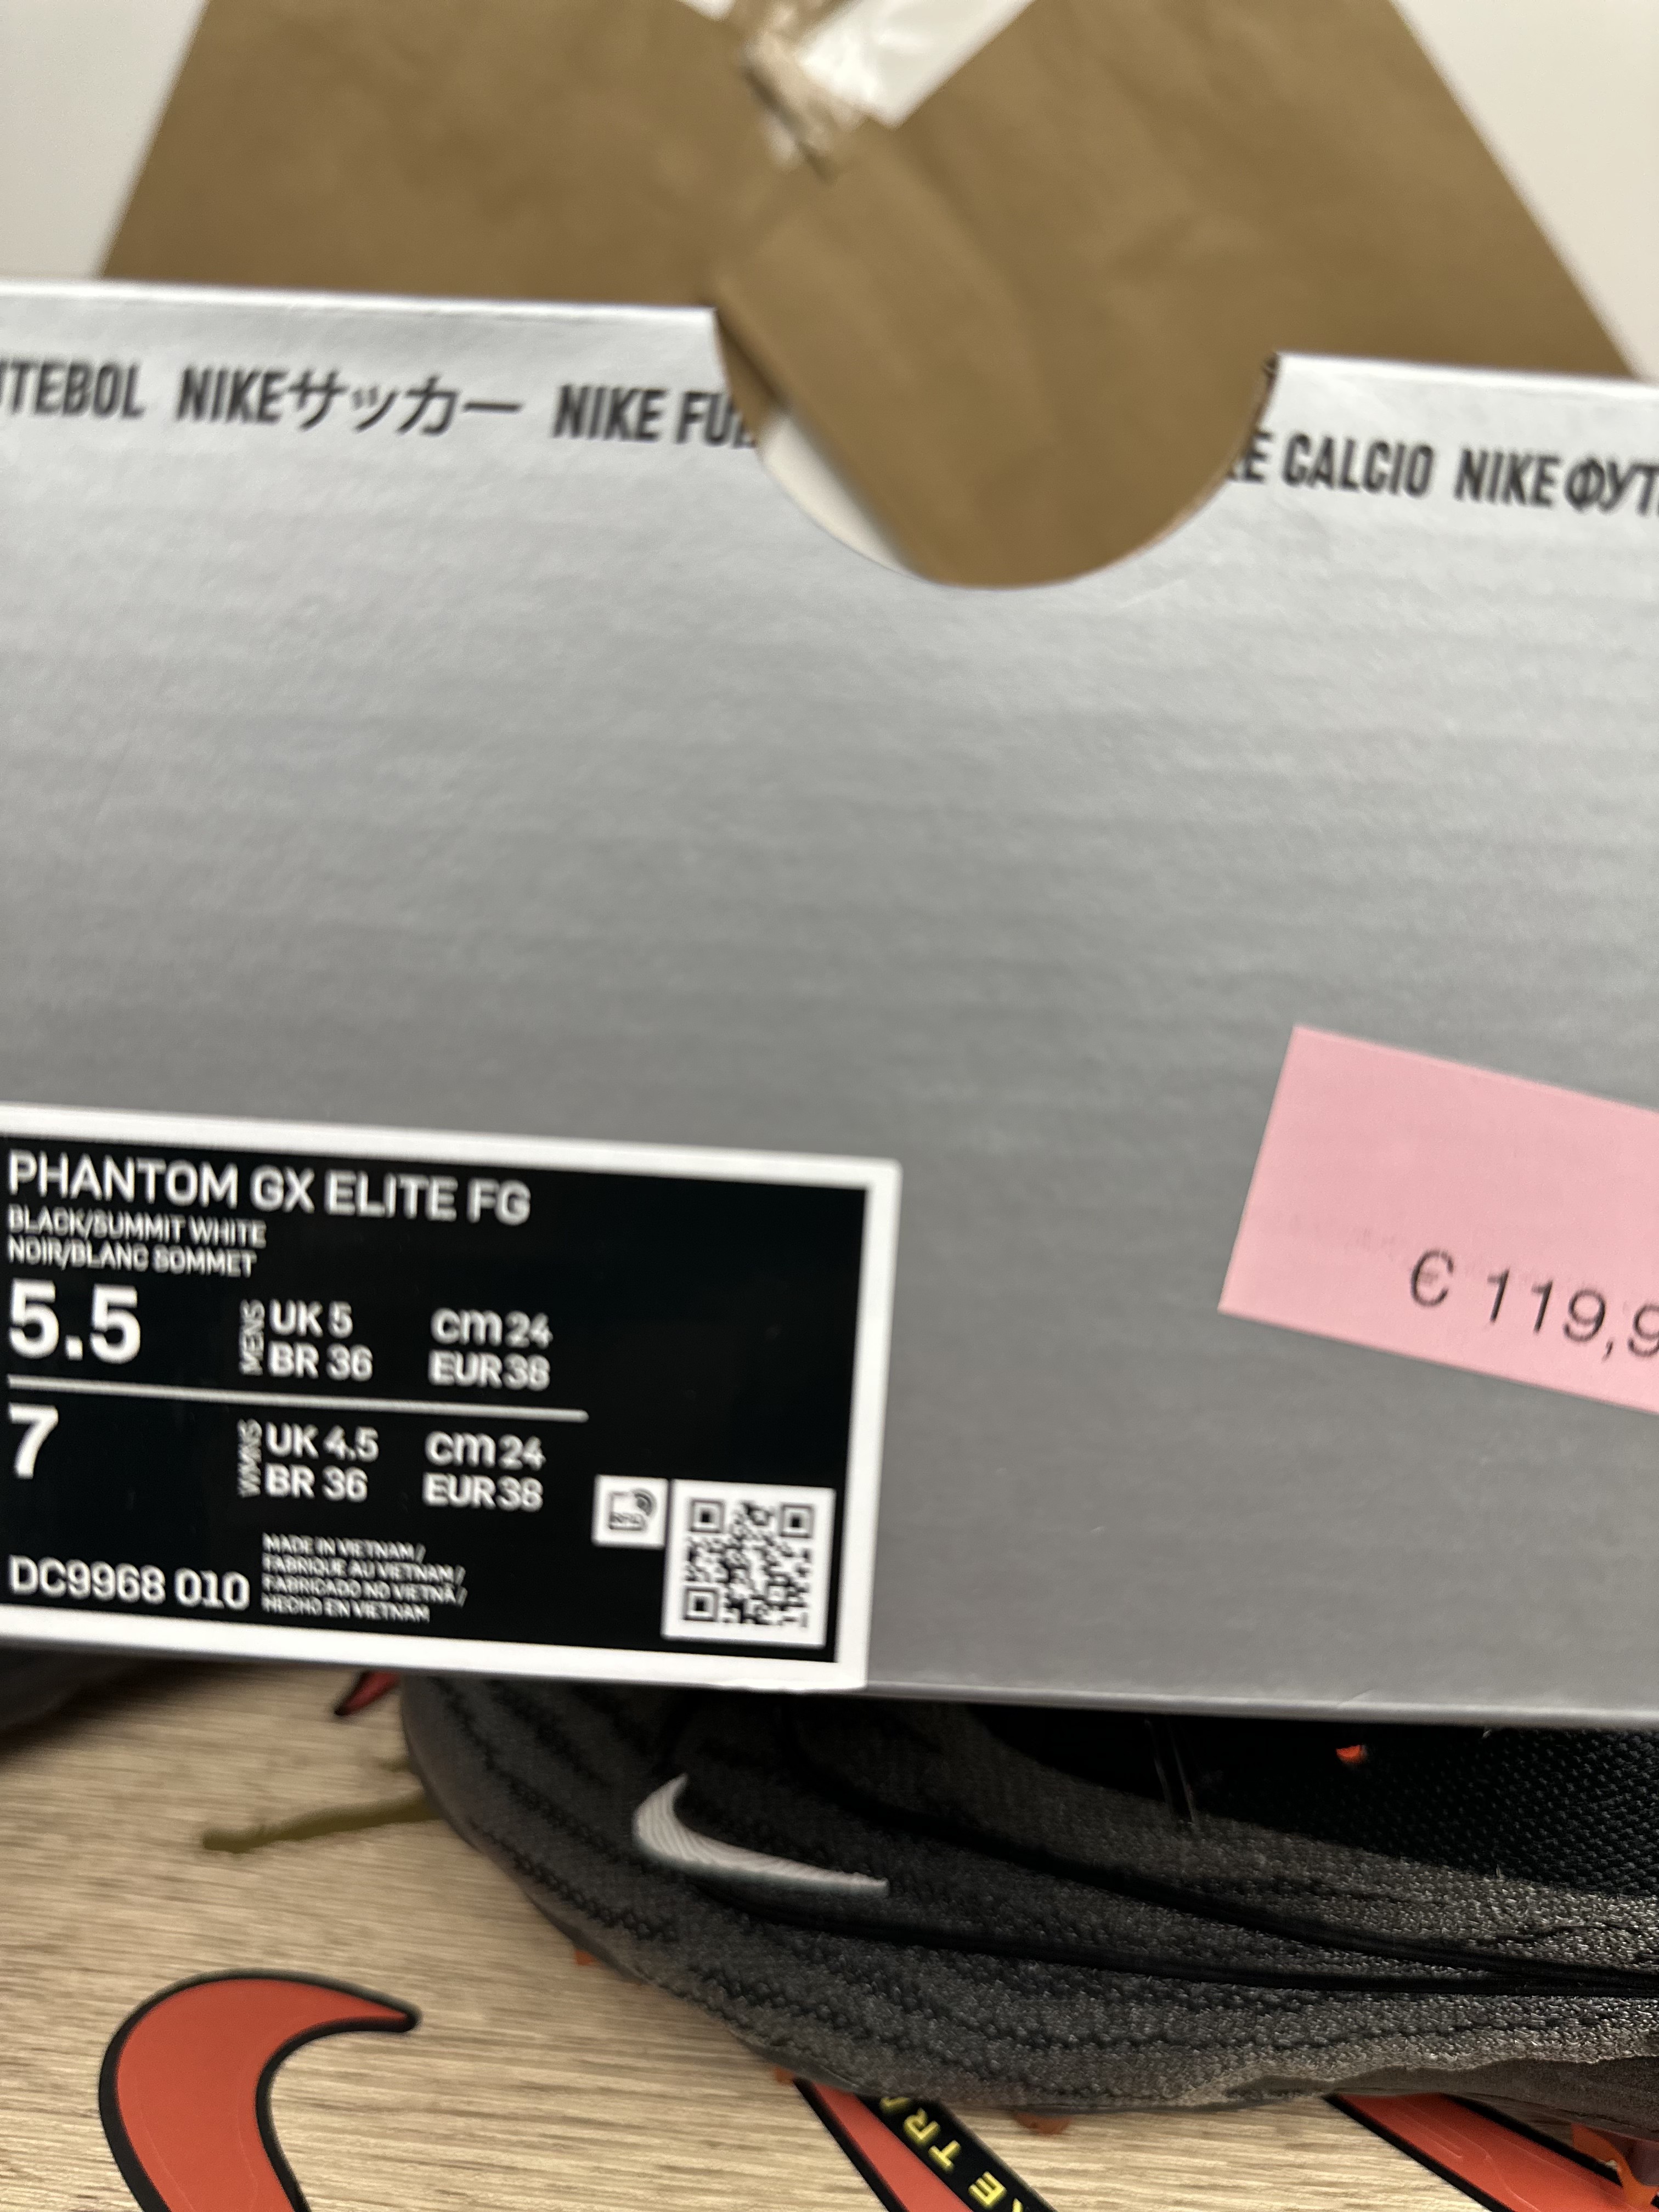 UTEBOL NIKEサッカー NIKE FU
E CALCIO NIKE ФУТ
PHANTOM GX ELITE FG
BLACK/SUMMIT WHITE
NOIR/BLANC SOMMET
5.5 MENS UK 5 cm 24
BR 36 EUR 38
7 WMNS UK 4.5 cm 24
BR 36 EUR 38
DC9968 010
MADE IN VIETNAM /
FABRIQUE AU VIETNAM /
FABRICADO NO VIETNÃ /
HECHO EN VIETNAM
€ 119,9
KE TRA